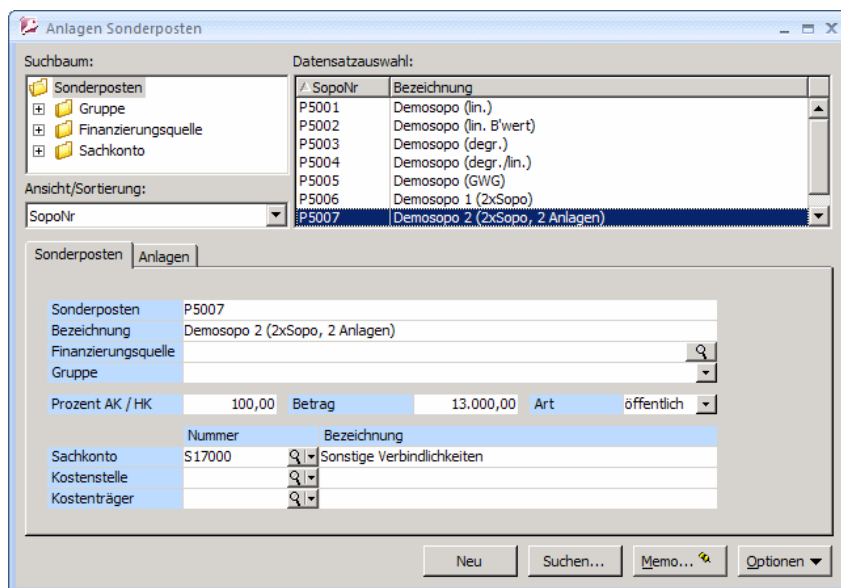 Anlagen Sonderposten
Suchbaum:
Sonderposten
Gruppe
Finanzierungsquelle
Sachkonto
Ansicht/Sortierung:
SopoNr
Datensatzauswahl:
SopoNr Bezeichnung
P5001 Demosopo (lin.)
P5002 Demosopo (lin. B'wert)
P5003 Demosopo (degr.)
P5004 Demosopo (degr./lin.)
P5005 Demosopo (GWG)
P5006 Demosopo 1 (2xSopo)
P5007 Demosopo 2 (2xSopo, 2 Anlagen)
Sonderposten Anlagen
Sonderposten P5007
Bezeichnung Demosopo 2 (2xSopo, 2 Anlagen)
Finanzierungsquelle
Gruppe
Prozent AK / HK 100,00 Betrag 13.000,00 Art öffentlich
Nummer Bezeichnung
Sachkonto S17000 Sonstige Verbindlichkeiten
Kostenstelle
Kostenträger
Neu Suchen... Memo... Optionen